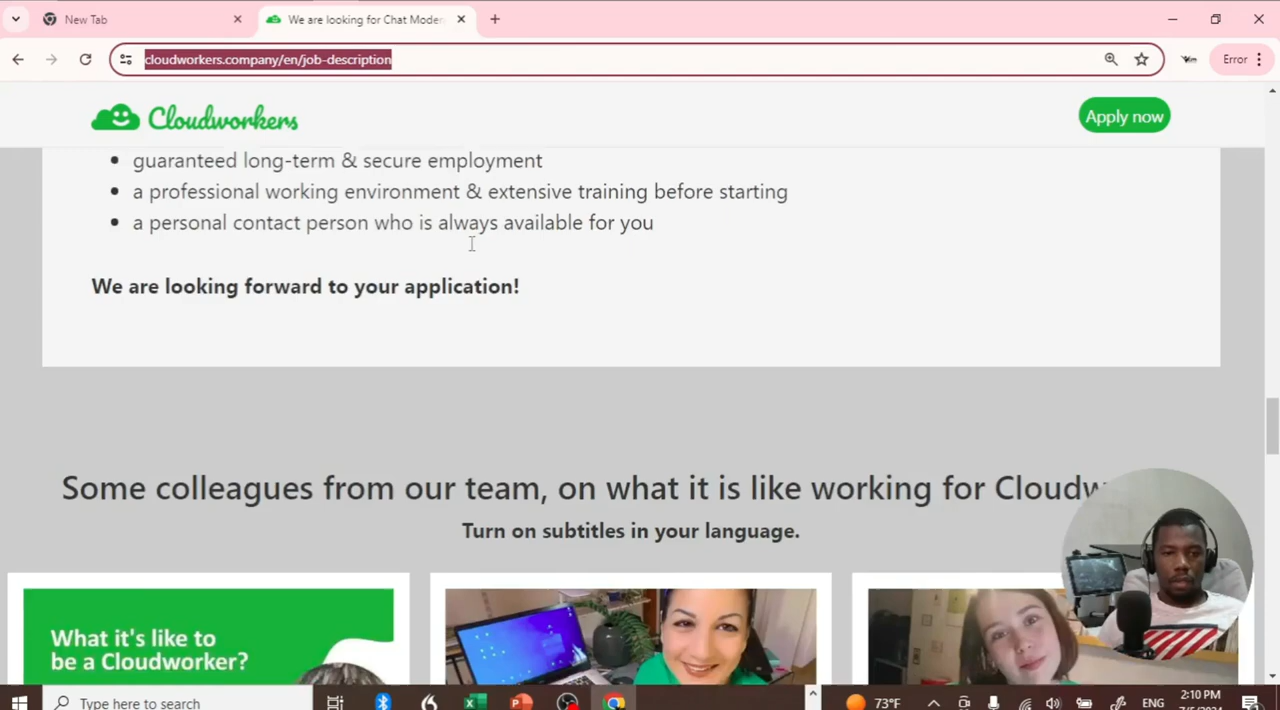 New Tab
We are looking for Chat Moder
cloudworkers.company/en/job-description
Error
Cloudworkers
Apply now
guaranteed long-term & secure employment
a professional working environment & extensive training before starting
a personal contact person who is always available for you
We are looking forward to your application!
Some colleagues from our team, on what it is like working for Cloudw
Turn on subtitles in your language.
What it's like to
be a Cloudworker?
Type here to search
73°F
ENG
2:10 PM
7/5/2024